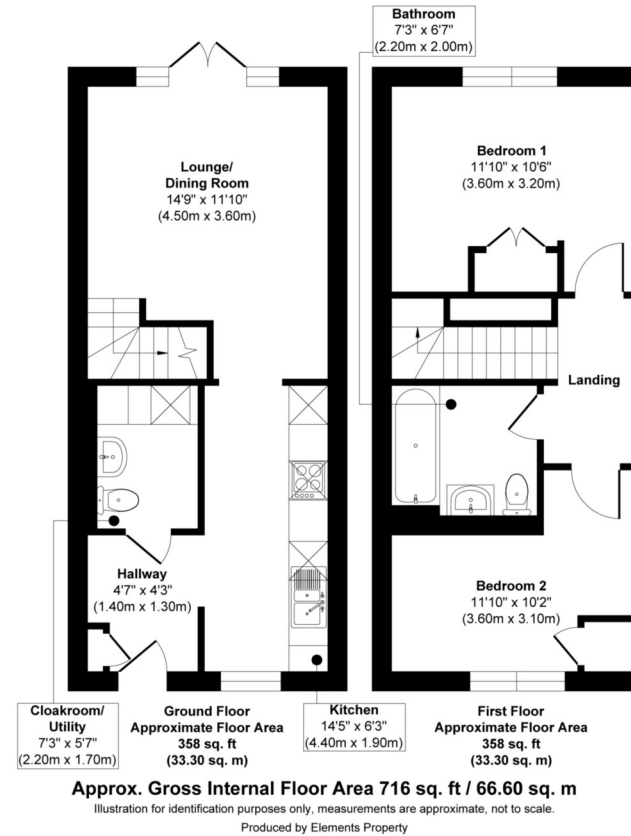 Bathroom
7'3" x 6'7"
(2.20m x 2.00m)
Lounge/
Dining Room
14'9" x 11'10"
(4.50m x 3.60m)
Bedroom 1
11'10" x 10'6"
(3.60m x 3.20m)
Landing
Hallway
4'7" x 4'3"
(1.40m x 1.30m)
Bedroom 2
11'10" x 10'2"
(3.60m x 3.10m)
Cloakroom/
Utility
7'3" x 5'7"
(2.20m x 1.70m)
Ground Floor
Approximate Floor Area
358 sq. ft
(33.30 sq. m)
Kitchen
14'5" x 6'3"
(4.40m x 1.90m)
First Floor
Approximate Floor Area
358 sq. ft
(33.30 sq. m)
Approx. Gross Internal Floor Area 716 sq. ft / 66.60 sq. m
Illustration for identification purposes only, measurements are approximate, not to scale.
Produced by Elements Property